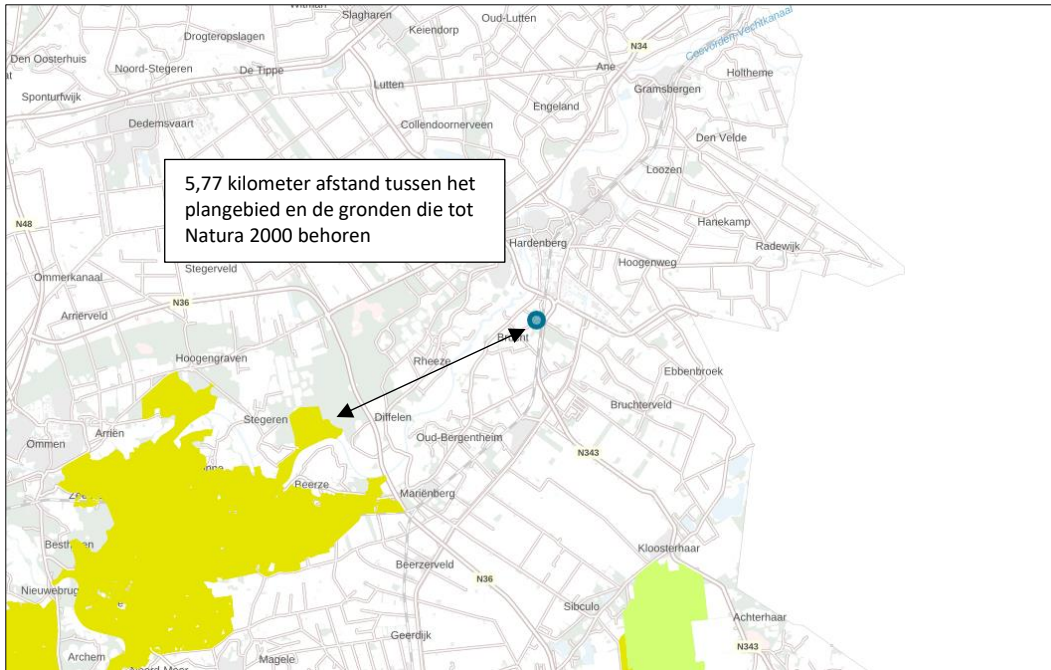 Slagharen
Oud-Lutten
Keiendorp
Drogteropslagen
Coevorden-Vechtkanaal
Den Oosterhuis
N34
Noord-Stegeren
De Tippe
Ane
Holtheme
Lutten
Gramsbergen
Sponturfwijk
Engeland
Dedemsvaart
Collendoornerveen
Den Velde
Loozen
5,77 kilometer afstand tussen het
plangebied en de gronden die tot
Natura 2000 behoren
N48
Hanekamp
Hardenberg
Radewijk
Hoogenweg
Stegerveld
Ommerkanaal
N36
Arriërveld
Hoogengraven
Rheeze
Ebbenbroek
Bruchterveld
Stegeren
Diffelen
Arriën
Ommen
Oud-Bergentheim
N343
Beerze
Mariënberg
Kloosterhaar
Beerzerveld
N36
Nieuwebrug
Sibculo
Achterhaar
Geerdijk
N343
Archem
Magele